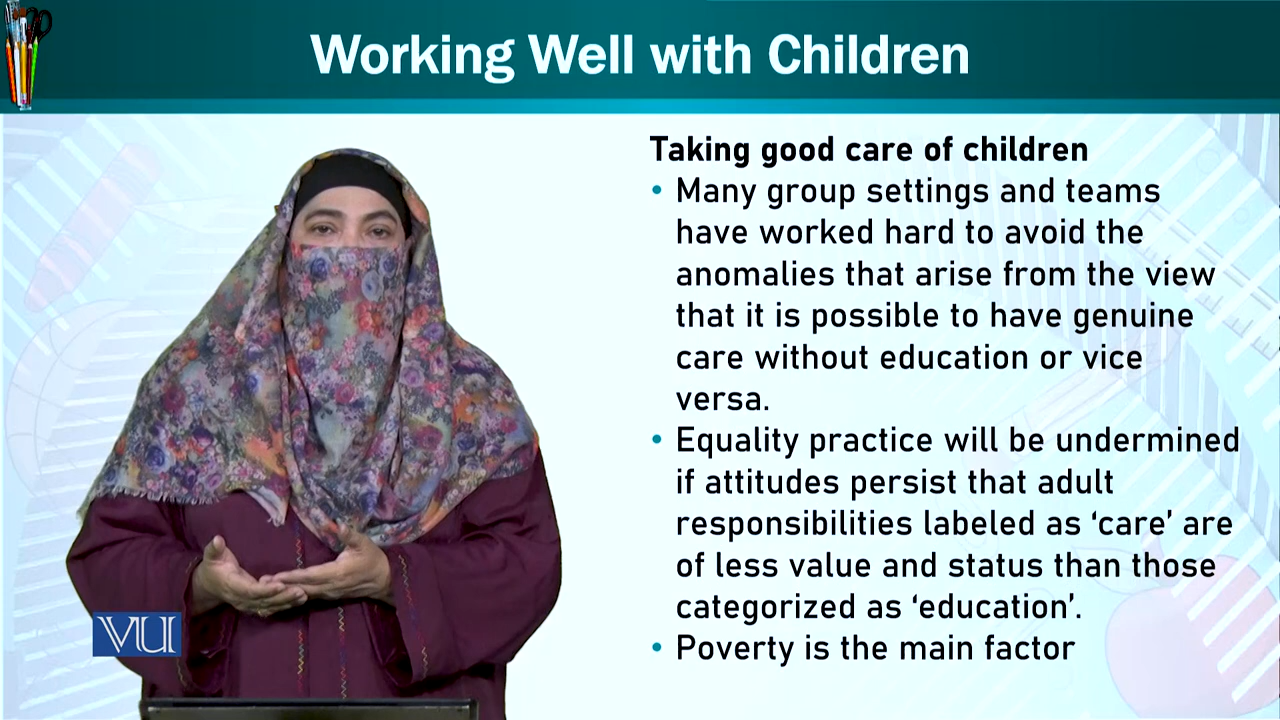 Working Well with Children
Taking good care of children
• Many group settings and teams
have worked hard to avoid the
anomalies that arise from the view
that it is possible to have genuine
care without education or vice
versa.
• Equality practice will be undermined
if attitudes persist that adult
responsibilities labeled as ‘care’ are
of less value and status than those
categorized as ‘education’.
• Poverty is the main factor
VU